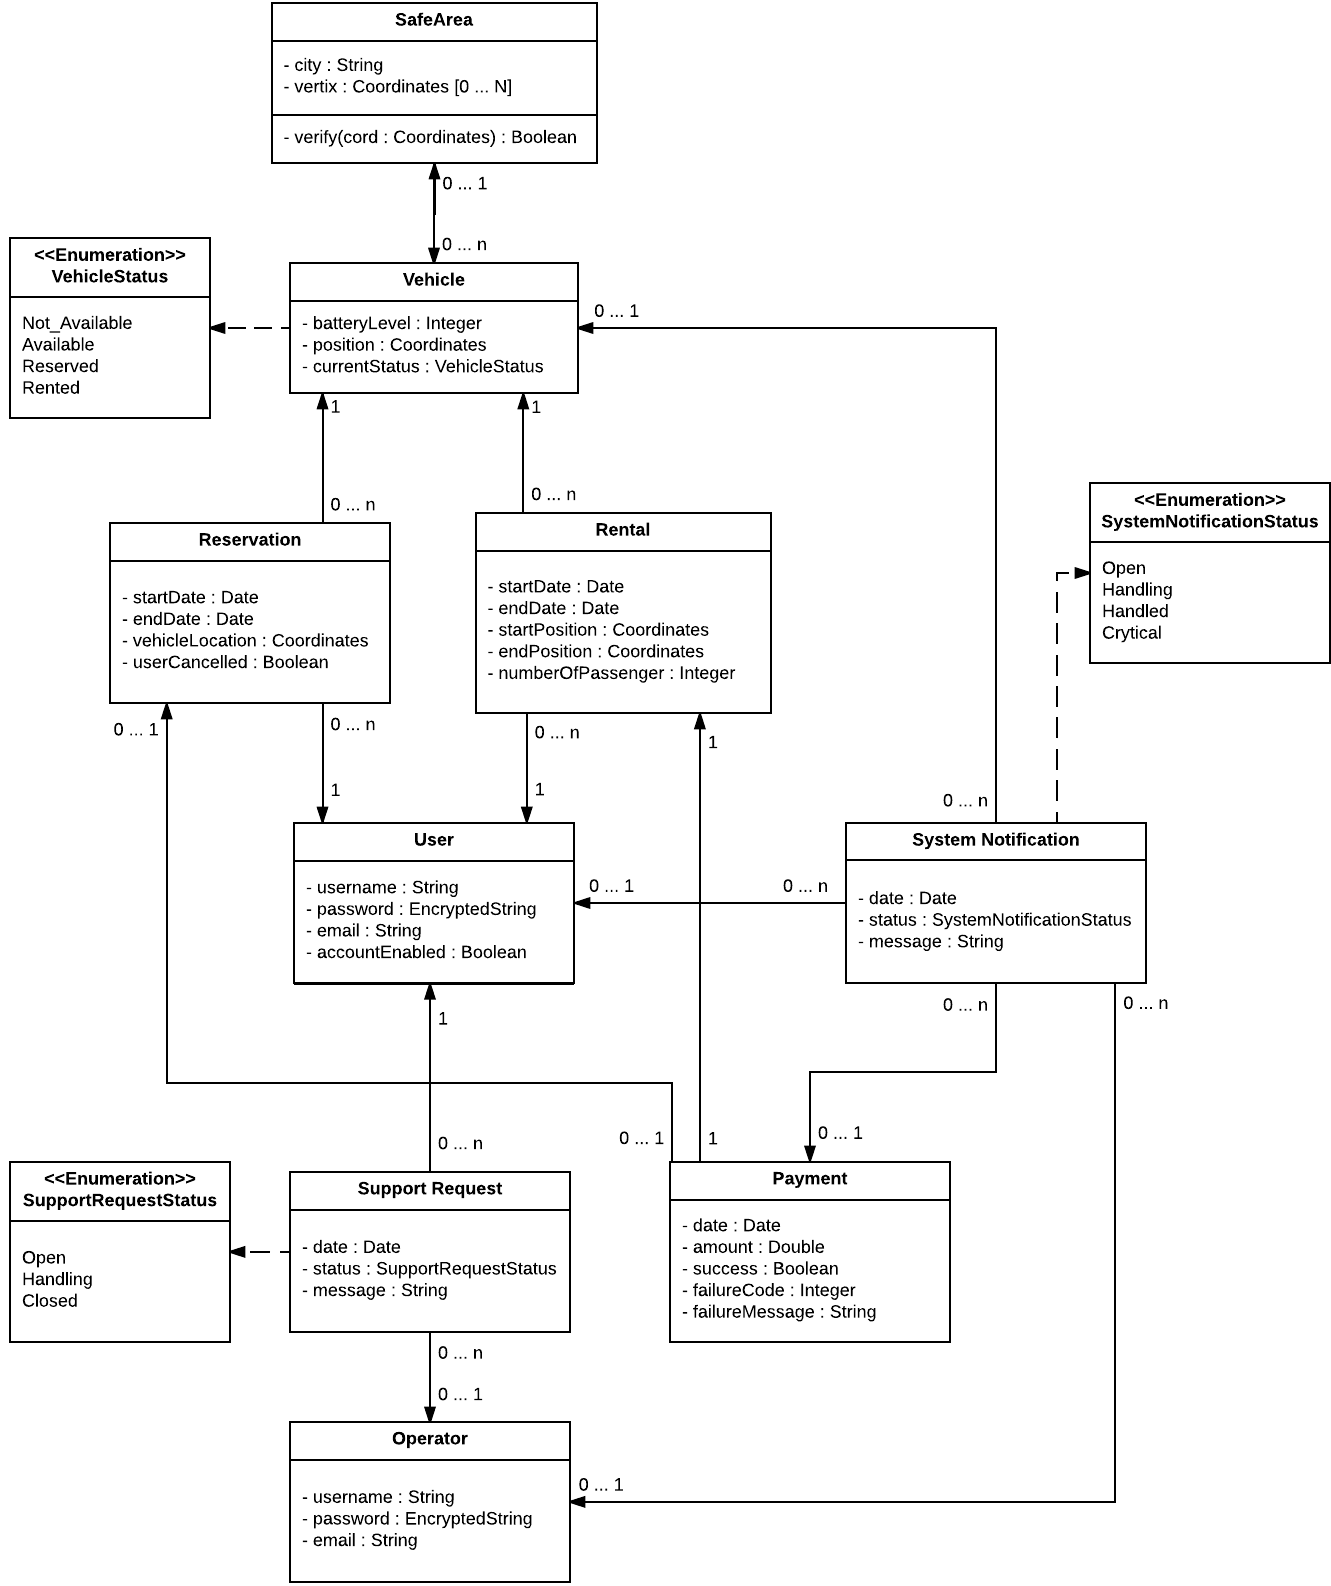 SafeArea
- city : String
- vertix : Coordinates [0 ... N]
- verify(cord : Coordinates) : Boolean
0 ... 1
0 ... n
<<Enumeration>>
VehicleStatus
Not_Available
Available
Reserved
Rented
Vehicle
- batteryLevel : Integer
- position : Coordinates
- currentStatus : VehicleStatus
0 ... 1
1
1
0 ... n
0 ... n
<<Enumeration>>
SystemNotificationStatus
Open
Handling
Handled
Crytical
Reservation
- startDate : Date
- endDate : Date
- vehicleLocation : Coordinates
- userCancelled : Boolean
Rental
- startDate : Date
- endDate : Date
- startPosition : Coordinates
- endPosition : Coordinates
- numberOfPassenger : Integer
0 ... 1
0 ... n
0 ... n
1
1
1
0 ... n
User
- username : String
- password : EncryptedString
- email : String
- accountEnabled : Boolean
0 ... 1
0 ... n
System Notification
- date : Date
- status : SystemNotificationStatus
- message : String
1
0 ... n
0 ... n
0 ... n
0 ... 1
1
0 ... 1
<<Enumeration>>
SupportRequestStatus
Open
Handling
Closed
Support Request
- date : Date
- status : SupportRequestStatus
- message : String
Payment
- date : Date
- amount : Double
- success : Boolean
- failureCode : Integer
- failureMessage : String
0 ... n
0 ... 1
Operator
- username : String
- password : EncryptedString
- email : String
0 ... 1